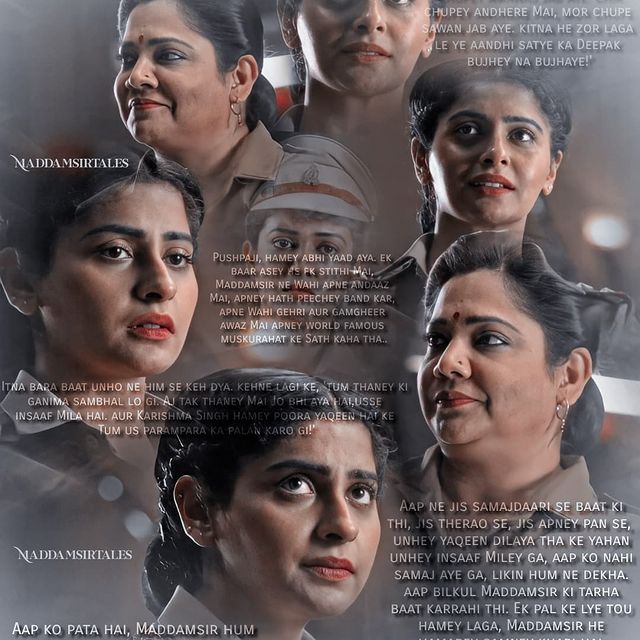 CHUPEY ANDHERE MAI, MOR CHUPE
SAWAN JAB AYE. KITNA HE ZOR LAGA
LE YE AANDHI SATYE KA DEEPAK
BUJHEY NA BUJHAYE!'
MADDAMSIRTALES
PUSHPAJI, HAMEY ABHI YAAD AYA. EK
BAAR ASEY HE EK STITHI MAI,
MADDAMSIR NE WAHI APNE ANDAAZ
MAI, APNEY HATH PEECHEY BAND KAR,
APNE WAHI GEHRI AUR GAMGHEER
AWAZ MAI APNEY WORLD FAMOUS
MUSKURAHAT KE SATH KAHA THA..
ITNA BARA BAAT UNHO NE HIM SE KEH DYA. KEHNE LAGI KE, 'TUM THANEY KI
GANIMA SAMBHAL LO GI. AJ TAK THANEY MAI JO BHI AYA HAI,USSE
INSAAF MILA HAI. AUR KARISHMA SINGH HAMEY POORA YAQEEN HAI KE
TUM US PARAMPARA KA PALAN KARO GI!'
AAP NE JIS SAMAJDAARI SE BAAT KI
THI, JIS THERAO SE, JIS APNEY PAN SE,
UNHEY YAQEEN DILAYA THA KE YAHAN
UNHEY INSAAF MILEY GA, AAP KO NAHI
SAMAJ AYE GA, LIKIN HUM NE DEKHA.
AAP BILKUL MADDAMSIR KI TARHA
BAAT KARRAHI THI. EK PAL KE LYE TOU
HAMEY LAGA, MADDAMSIR HE
MADDAMSIRTALES
AAP KO PATA HAI, MADDAMSIR HUM